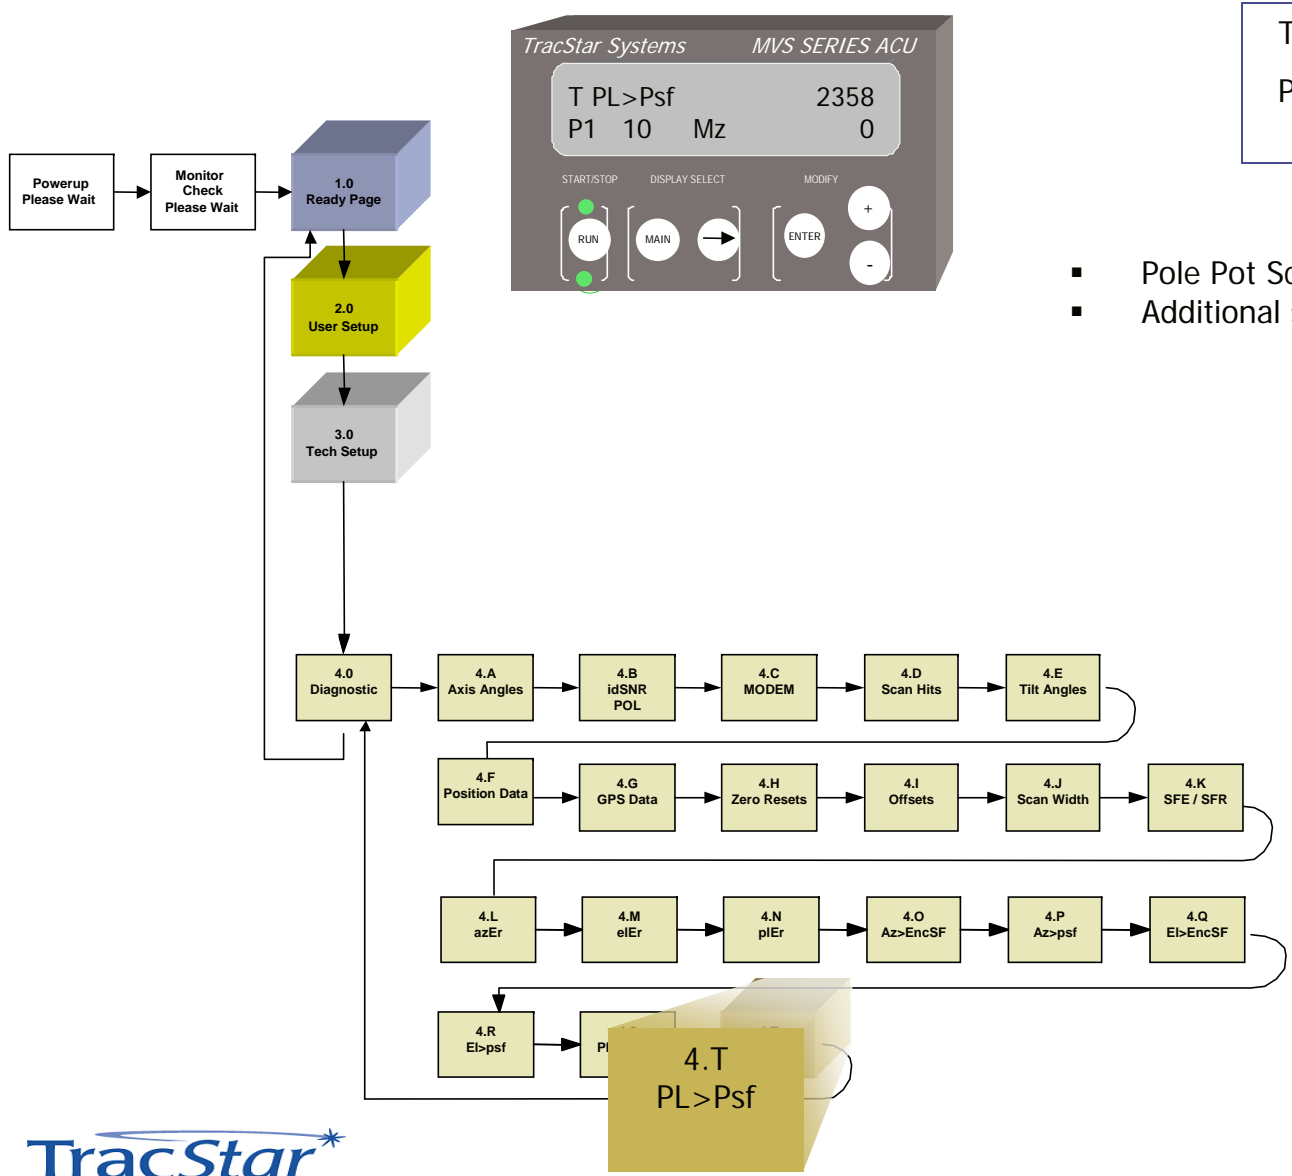 TracStar Systems MVS SERIES ACU
T PL>Psf 2358
P1 10 Mz 0
START/STOP DISPLAY SELECT MODIFY
RUN MAIN ENTER + -
T
P
▪ Pole Pot
▪ Additional
Powerup
Please Wait
Monitor
Check
Please Wait
1.0
Ready Page
2.0
User Setup
3.0
Tech Setup
4.0
Diagnostic
4.A
Axis Angles
4.B
idSNR
POL
4.C
MODEM
4.D
Scan Hits
4.E
Tilt Angles
4.F
Position Data
4.G
GPS Data
4.H
Zero Resets
4.I
Offsets
4.J
Scan Width
4.K
SFE / SFR
4.L
azEr
4.M
elEr
4.N
plEr
4.O
Az>EncSF
4.P
Az>psf
4.Q
El>EncSF
4.R
El>psf
4.T
PL>Psf
TracStar